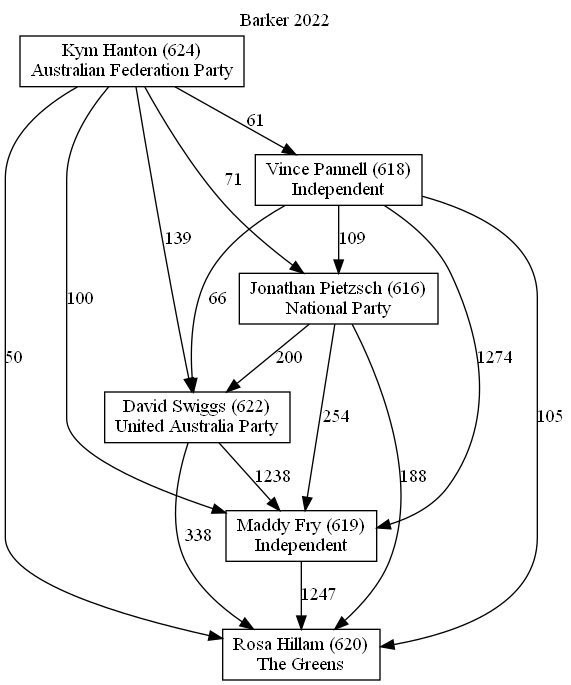 Barker 2022
Kym Hanton (624)
Australian Federation Party
61
Vince Pannell (618)
Independent
71
139
109
66
100
50
1274
105
Jonathan Pietzsch (616)
National Party
200
254
188
David Swiggs (622)
United Australia Party
1238
338
Maddy Fry (619)
Independent
1247
Rosa Hillam (620)
The Greens